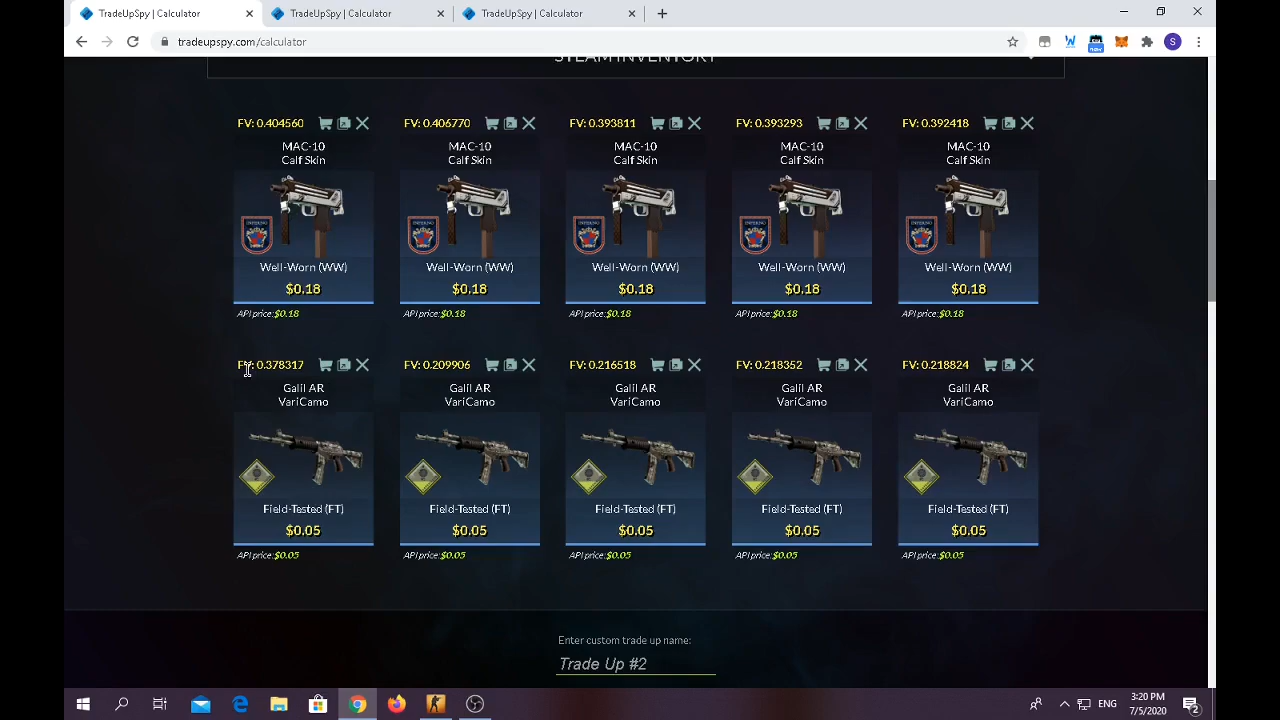 TradeUpSpy | Calculator
TradeUpSpy | Calculator
TradeUpSpy | Calculator
tradeupspy.com/calculator
S
STEAM INVENTORY
FV: 0.404560
FV: 0.406770
FV: 0.393811
FV: 0.393293
FV: 0.392418
MAC-10
Calf Skin
MAC-10
Calf Skin
MAC-10
Calf Skin
MAC-10
Calf Skin
MAC-10
Calf Skin
Well-Worn (WW)
Well-Worn (WW)
Well-Worn (WW)
Well-Worn (WW)
Well-Worn (WW)
$0.18
$0.18
$0.18
$0.18
$0.18
API price:$0.18
API price:$0.18
API price:$0.18
API price:$0.18
API price:$0.18
FV: 0.378317
FV: 0.209906
FV: 0.216518
FV: 0.218352
FV: 0.218824
Galil AR
VariCamo
Galil AR
VariCamo
Galil AR
VariCamo
Galil AR
VariCamo
Galil AR
VariCamo
Field-Tested (FT)
Field-Tested (FT)
Field-Tested (FT)
Field-Tested (FT)
Field-Tested (FT)
$0.05
$0.05
$0.05
$0.05
$0.05
API price:$0.05
API price:$0.05
API price:$0.05
API price:$0.05
API price:$0.05
Enter custom trade up name:
Trade Up #2
ENG
3:20 PM
7/5/2020
2